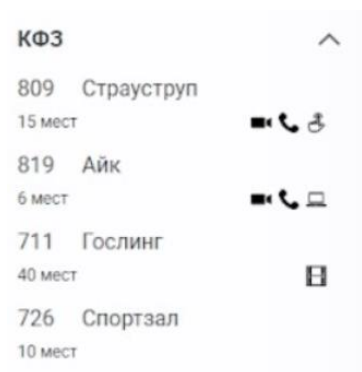 КФЗ
809 Страуструп
15 мест
819 Айк
6 мест
711 Гослинг
40 мест
726 Спортзал
10 мест